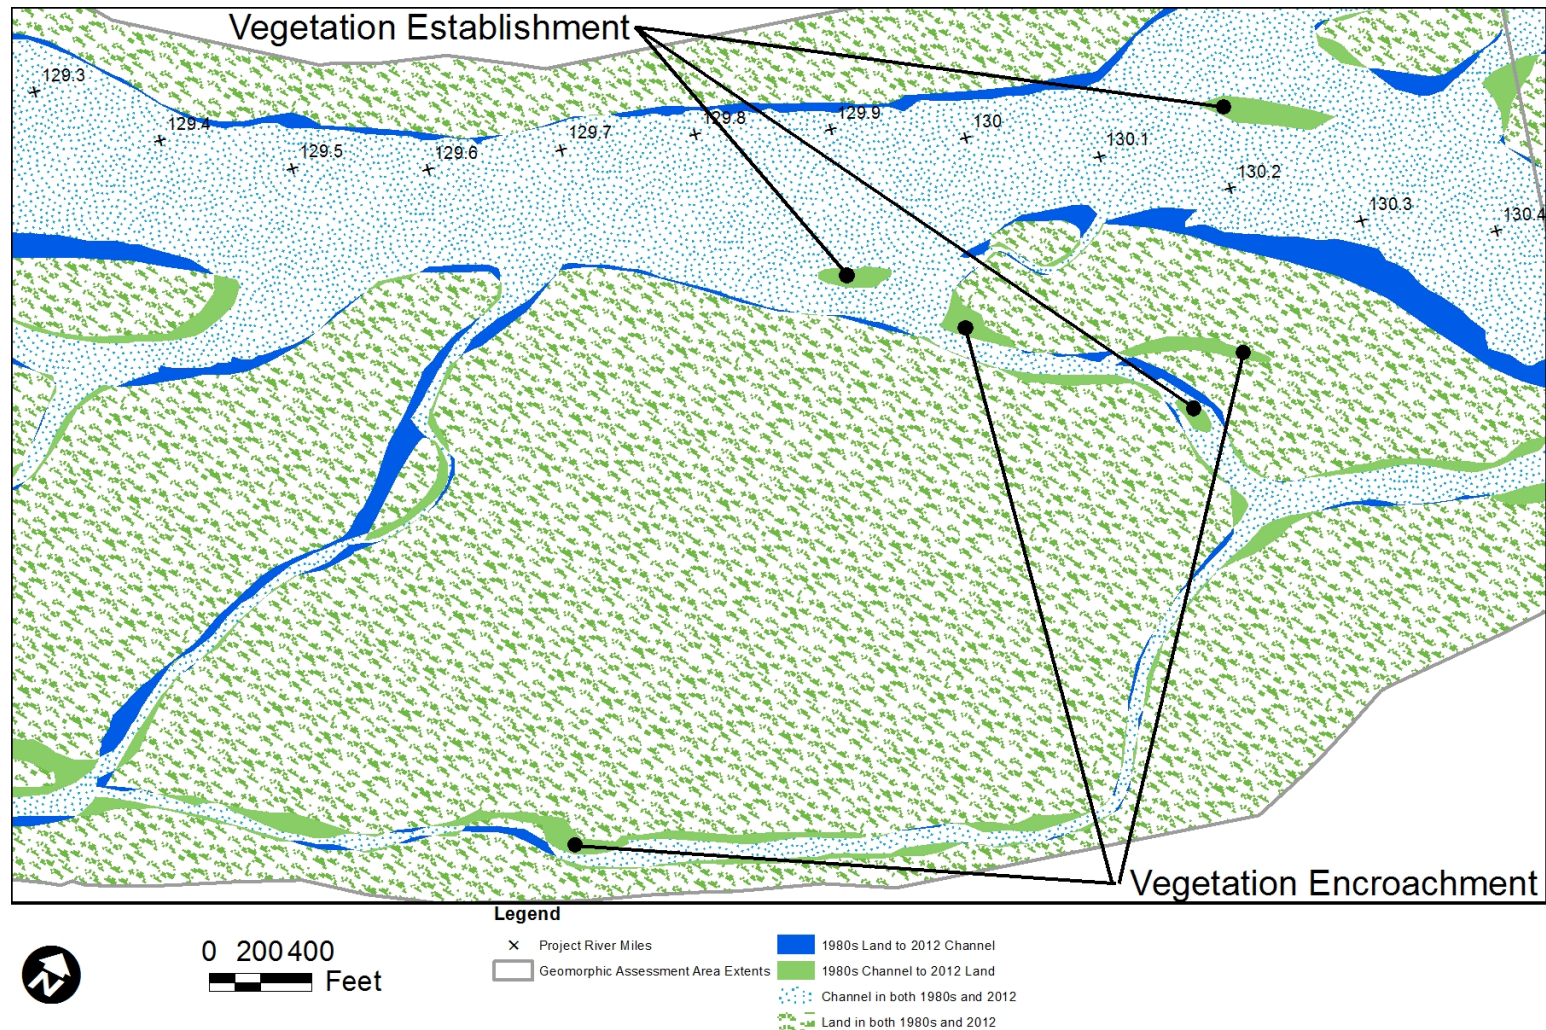 Vegetation Establishment
129.3
129.4
129.5
129.6
129.7
129.8
129.9
130
130.1
130.2
130.3
130.4
Vegetation Encroachment
Legend
N
0 200 400
Feet
Project River Miles
Geomorphic Assessment Area Extents
1980s Land to 2012 Channel
1980s Channel to 2012 Land
Channel in both 1980s and 2012
Land in both 1980s and 2012